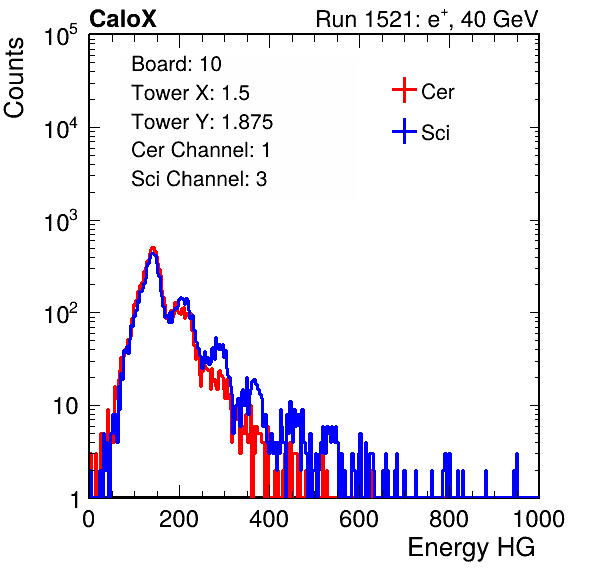 CaloX Run 1521: e⁺, 40 GeV
Counts
Board: 10
Tower X: 1.5
Tower Y: 1.875
Cer Channel: 1
Sci Channel: 3
Cer
Sci
10⁵
10⁴
10³
10²
10
1
0 200 400 600 800 1000
Energy HG